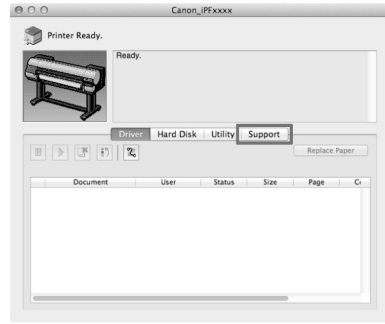 Canon_iPFxxxx
Printer Ready.
Ready.
Driver Hard Disk Utility Support
Replace Paper
Document User Status Size Page